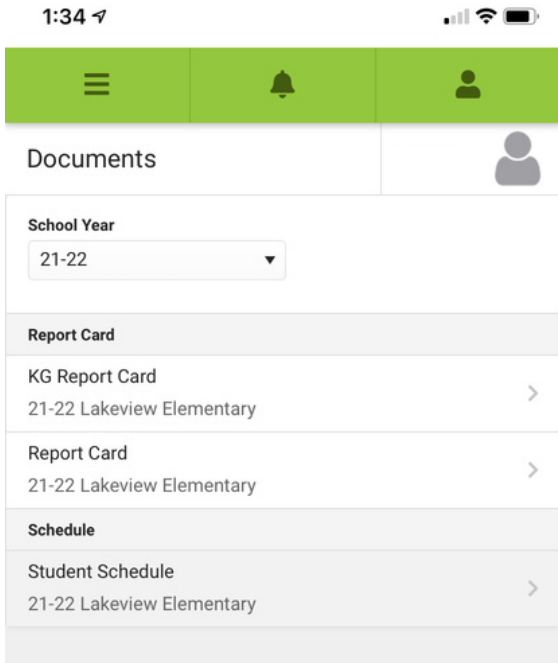 1:34
Documents
School Year
21-22
Report Card
KG Report Card
21-22 Lakeview Elementary
Report Card
21-22 Lakeview Elementary
Schedule
Student Schedule
21-22 Lakeview Elementary